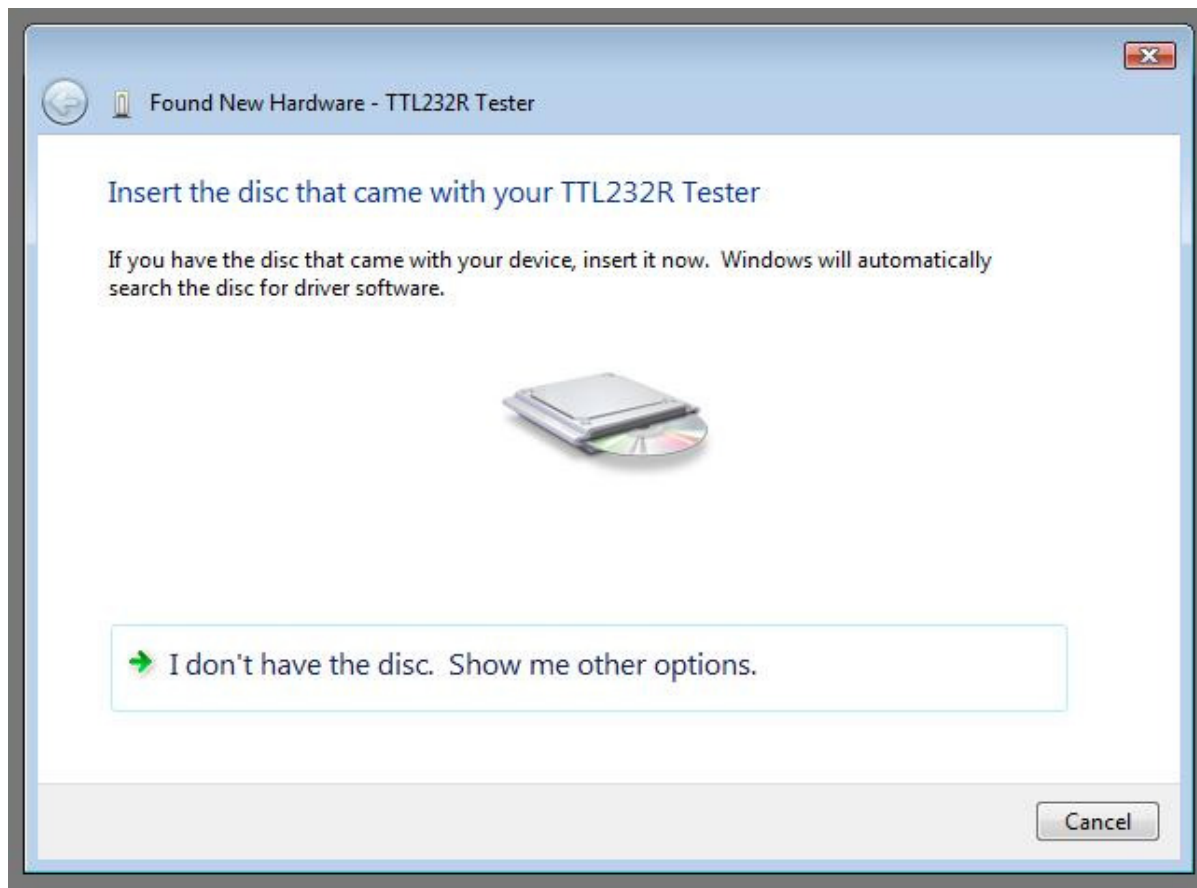 Found New Hardware - TTL232R Tester
Insert the disc that came with your TTL232R Tester
If you have the disc that came with your device, insert it now.  Windows will automatically
search the disc for driver software.
I don't have the disc.  Show me other options.
Cancel